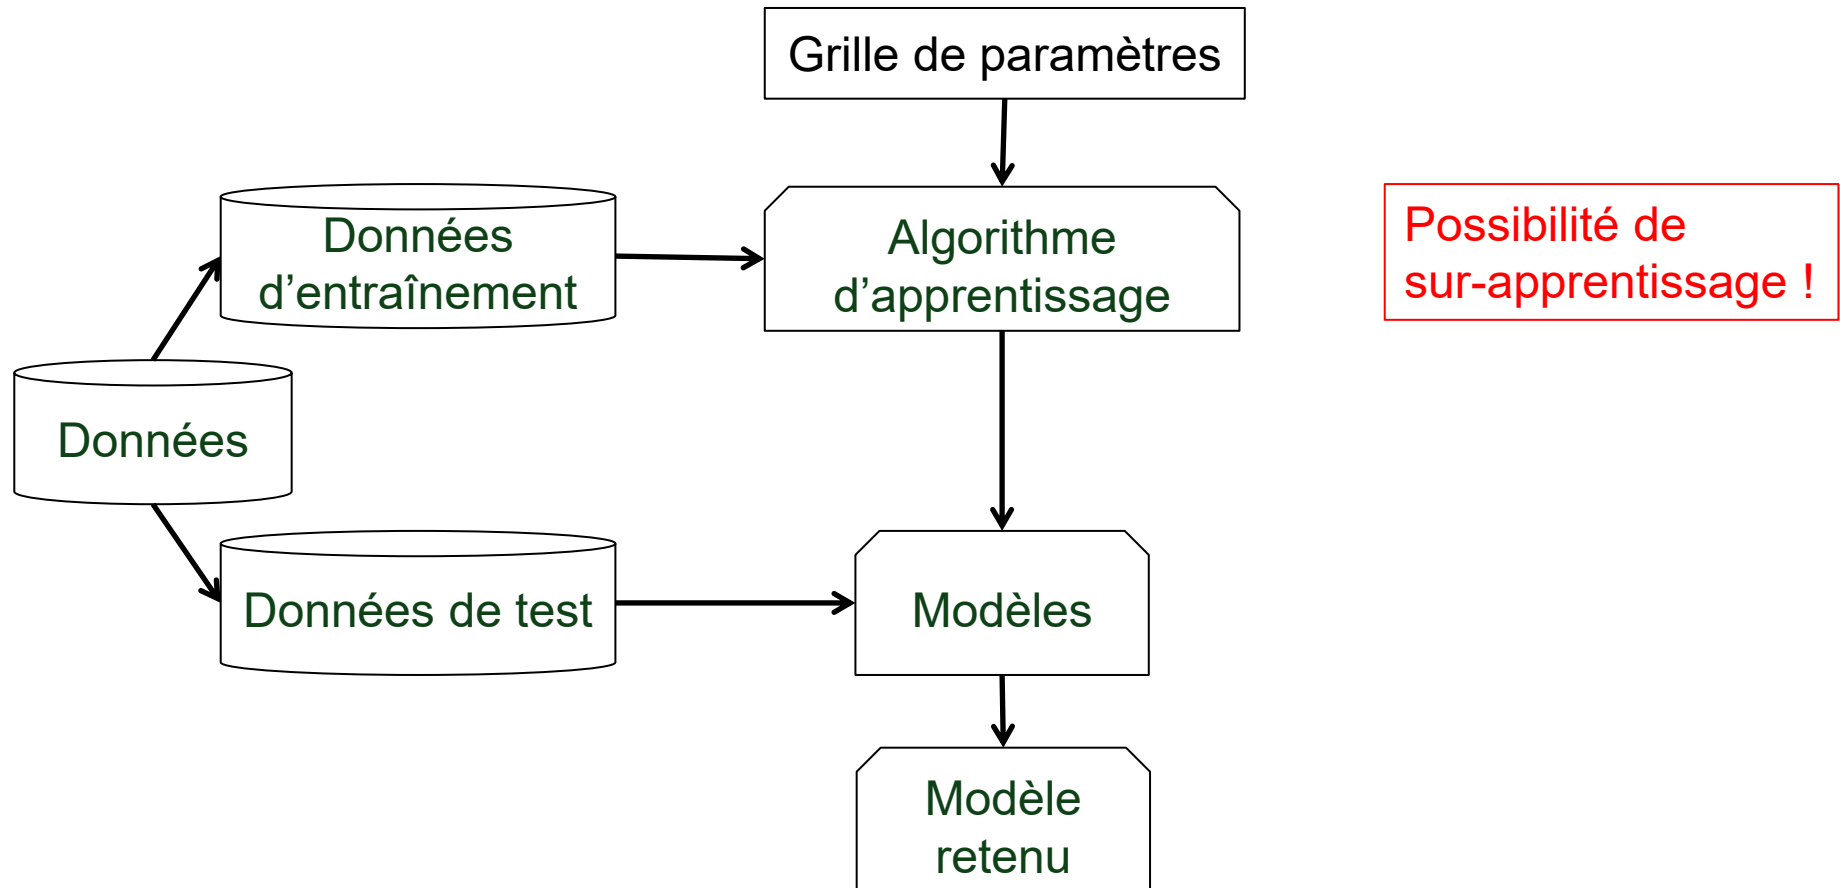 Grille de paramètres
Données
d’entraînement
Algorithme
d’apprentissage
Possibilité de
sur-apprentissage !
Données
Données de test
Modèles
Modèle
retenu